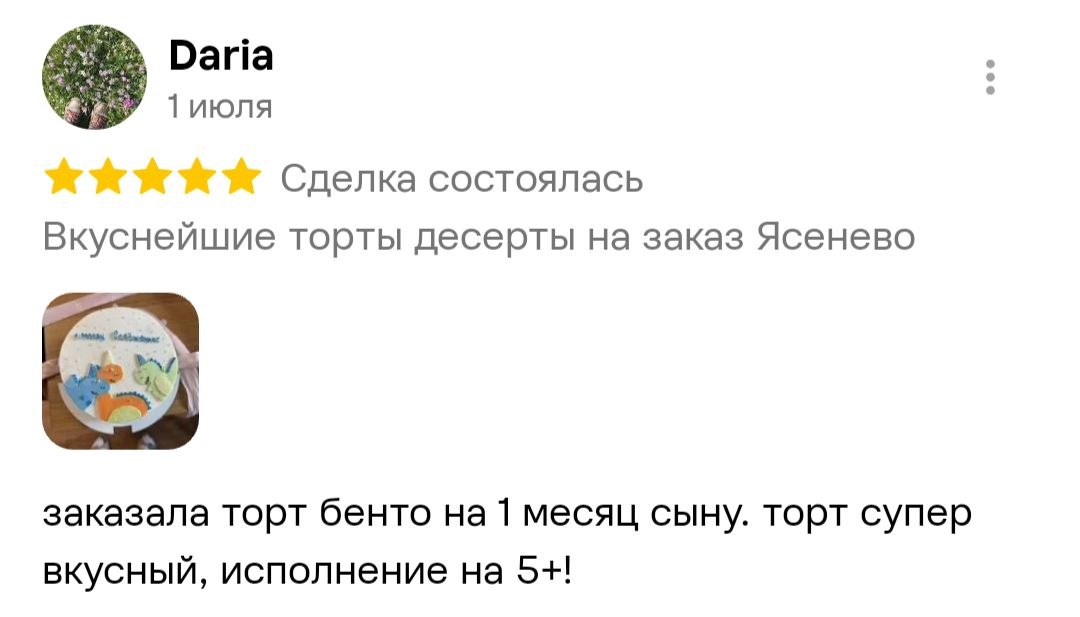 Daria
1 июля
Сделка состоялась
Вкуснейшие торты десерты на заказ Ясенево
заказала торт бенто на 1 месяц сыну. торт супер
вкусный, исполнение на 5+!